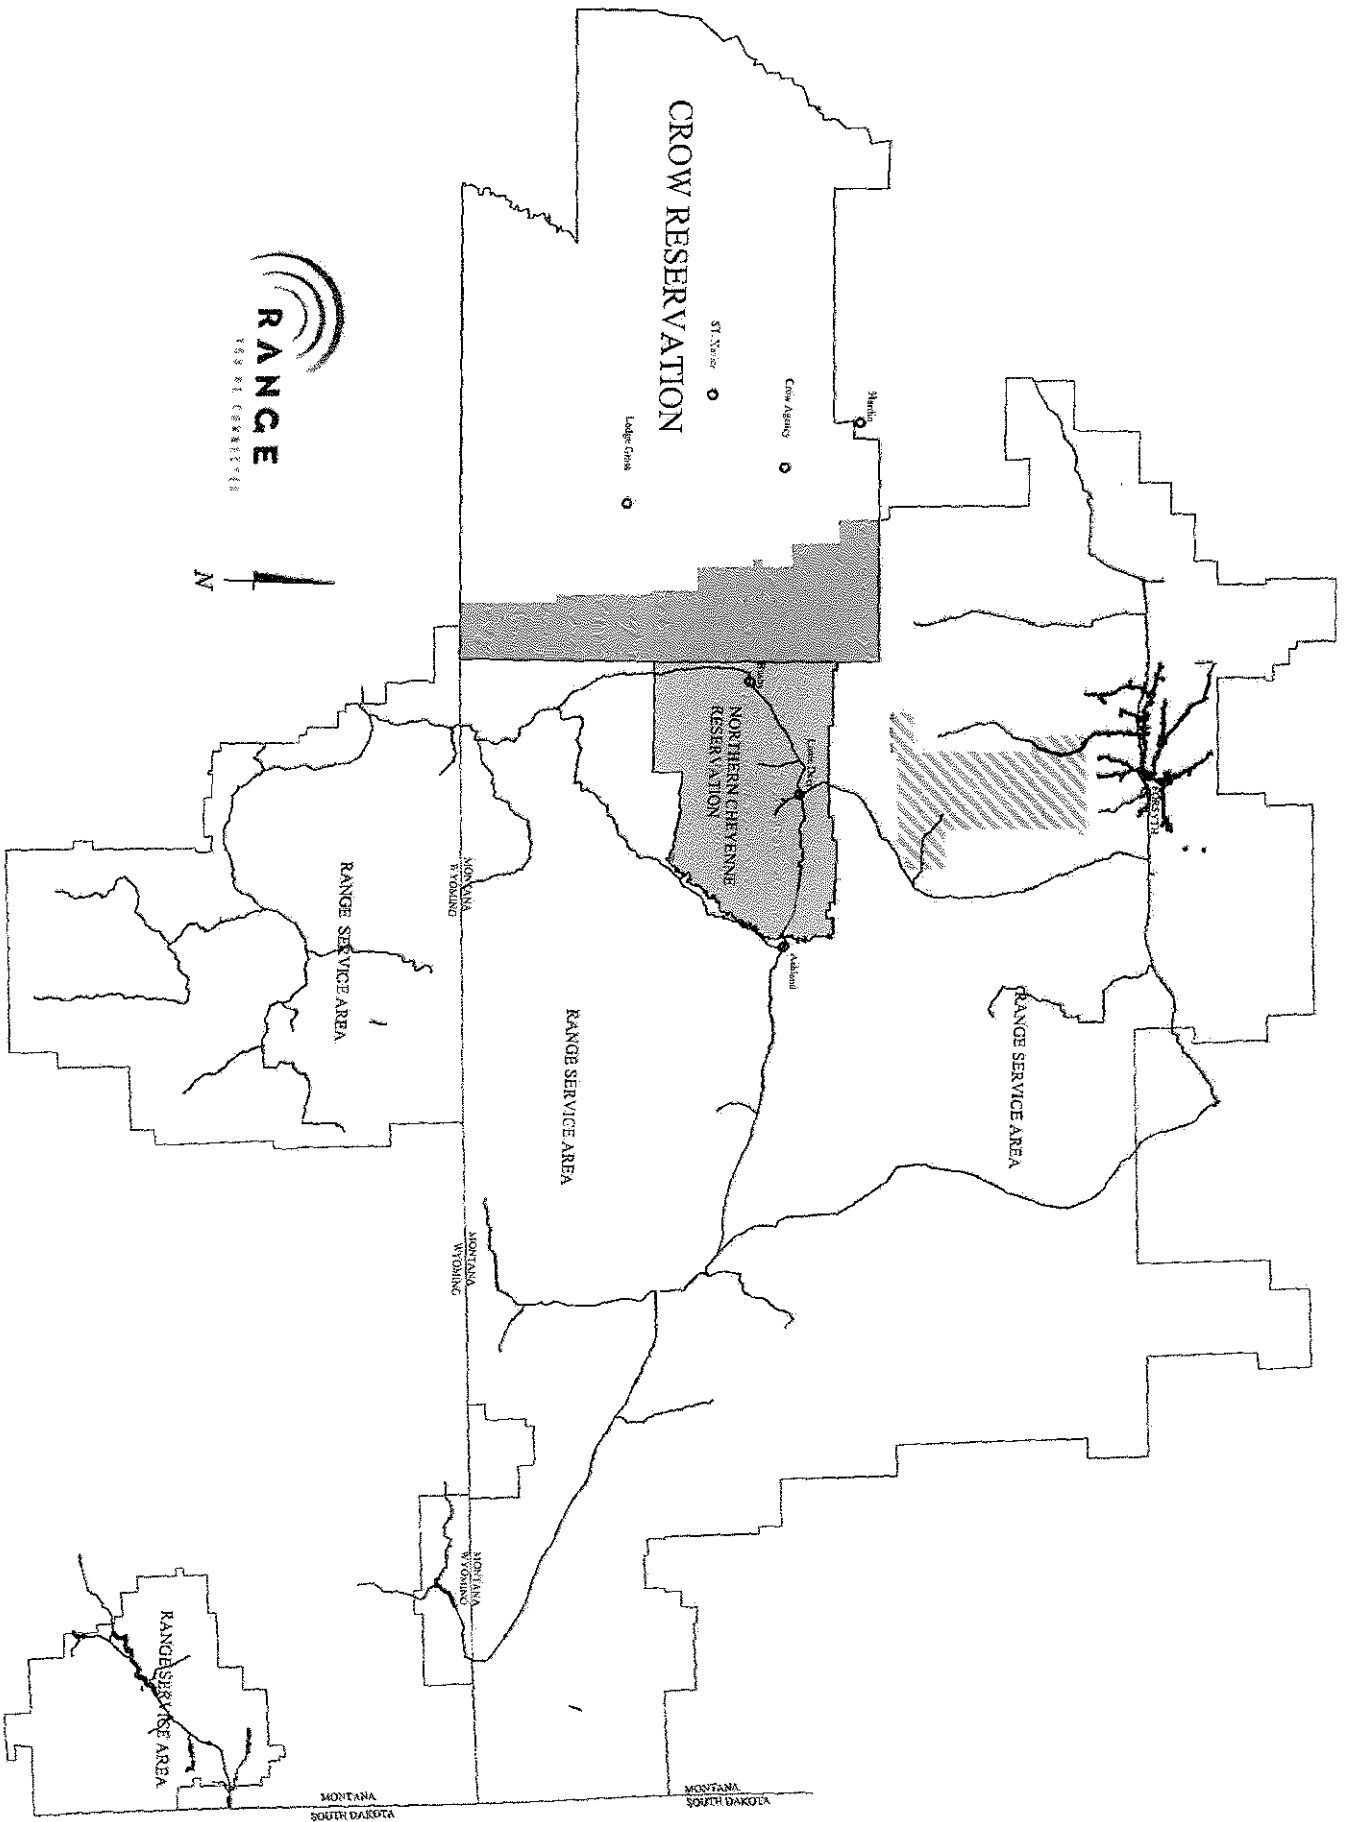 CROW RESERVATION
Hardin
Crow Agency
ST. Xavier
Lodge Grass
FORSYTH
Busby
Lame Deer
NORTHERN CHEYENNE
RESERVATION
Ashland
RANGE SERVICE AREA
RANGE SERVICE AREA
RANGE SERVICE AREA
RANGE SERVICE AREA
MONTANA
WYOMING
MONTANA
WYOMING
MONTANA
WYOMING
MONTANA
SOUTH DAKOTA
MONTANA
SOUTH DAKOTA
RANGE
N